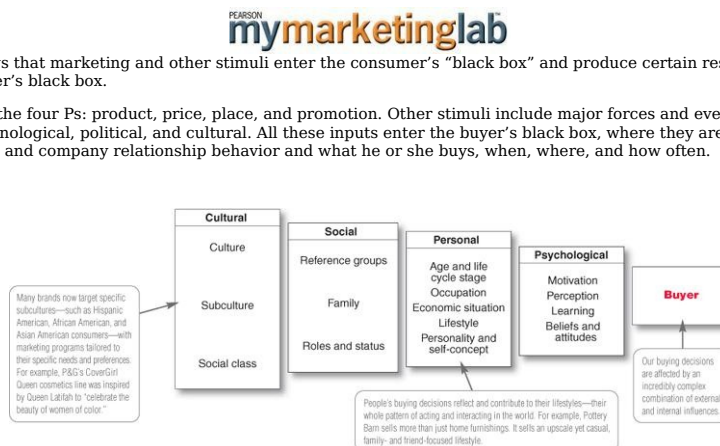 PEARSON
mymarketinglab
s that marketing and other stimuli enter the consumer’s “black box” and produce certain res
er’s black box.
the four Ps: product, price, place, and promotion. Other stimuli include major forces and eve
nological, political, and cultural. All these inputs enter the buyer’s black box, where they are
and company relationship behavior and what he or she buys, when, where, and how often.
Cultural
Culture
Subculture
Social class
Social
Reference groups
Family
Roles and status
Personal
Age and life
cycle stage
Occupation
Economic situation
Lifestyle
Personality and
self-concept
Psychological
Motivation
Perception
Learning
Beliefs and
attitudes
Buyer
Many brands now target specific
subcultures—such as Hispanic
American, African American, and
Asian American consumers—with
marketing programs tailored to
their specific needs and preferences.
For example, P&G’s CoverGirl
Queen cosmetics line was inspired
by Queen Latifah to “celebrate the
beauty of women of color.”
People’s buying decisions reflect and contribute to their lifestyles—their
whole pattern of acting and interacting in the world. For example, Pottery
Barn sells more than just home furnishings. It sells an upscale yet casual,
family- and friend-focused lifestyle.
Our buying decisions
are affected by an
incredibly complex
combination of external
and internal influences.